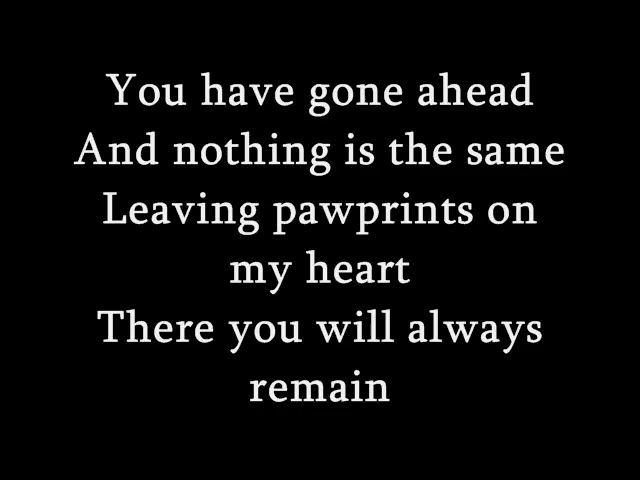 You have gone ahead
And nothing is the same
Leaving pawprints on
my heart
There you will always
remain